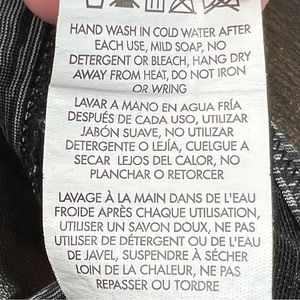 HAND WASH IN COLD WATER AFTER
EACH USE, MILD SOAP, NO
DETERGENT OR BLEACH, HANG DRY
AWAY FROM HEAT, DO NOT IRON
OR WRING
LAVAR A MANO EN AGUA FRÍA
DESPUÉS DE CADA USO, UTILIZAR
JABÓN SUAVE, NO UTILIZAR
DETERGENTE O LEJÍA, CUELGUE A
SECAR LEJOS DEL CALOR, NO
PLANCHAR O RETORCER
LAVAGE À LA MAIN DANS DE L'EAU
FROIDE APRÈS CHAQUE UTILISATION,
UTILISER UN SAVON DOUX, NE PAS
UTILISER DE DÉTERGENT OU DE L'EAU
DE JAVEL, SUSPENDRE À SÉCHER
LOIN DE LA CHALEUR, NE PAS
REPASSER OU TORDRE